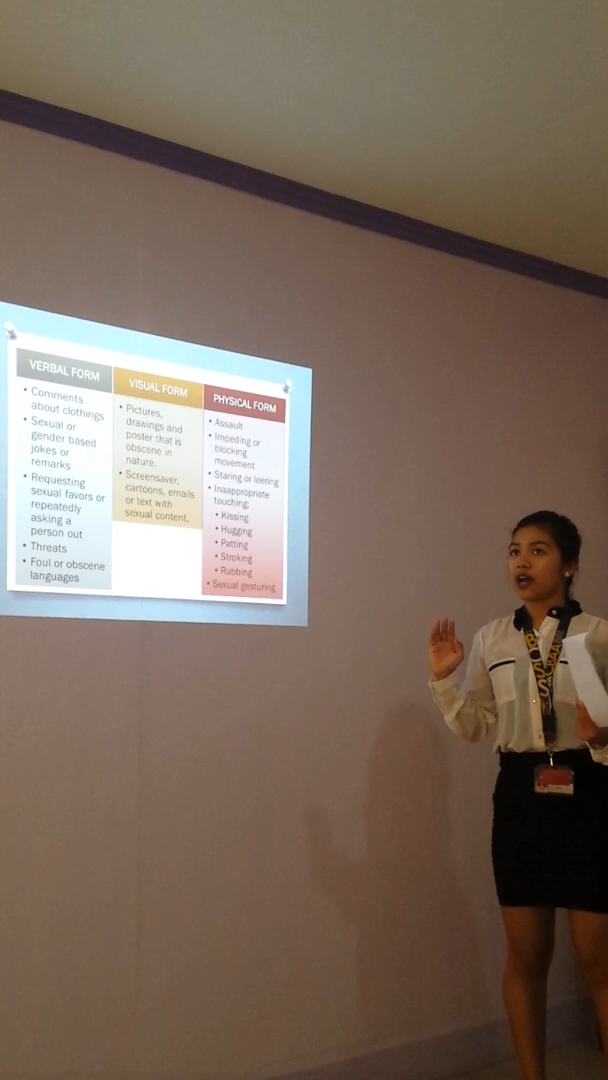 VERBAL FORM
• Comments
about clothings
• Sexual or
gender based
jokes or
remarks
• Requesting
sexual favors or
repeatedly
asking a
person out
• Threats
• Foul or obscene
languages
VISUAL FORM
• Pictures,
drawings and
poster that is
obscene in
nature.
• Screensaver,
cartoons, emails
or text with
sexual content.
PHYSICAL FORM
• Assault
• Impeding or
blocking
movement
• Staring or leering
• Inaappropriate
touching:
• Kissing
• Hugging
• Patting
• Stroking
• Rubbing
• Sexual gesturing